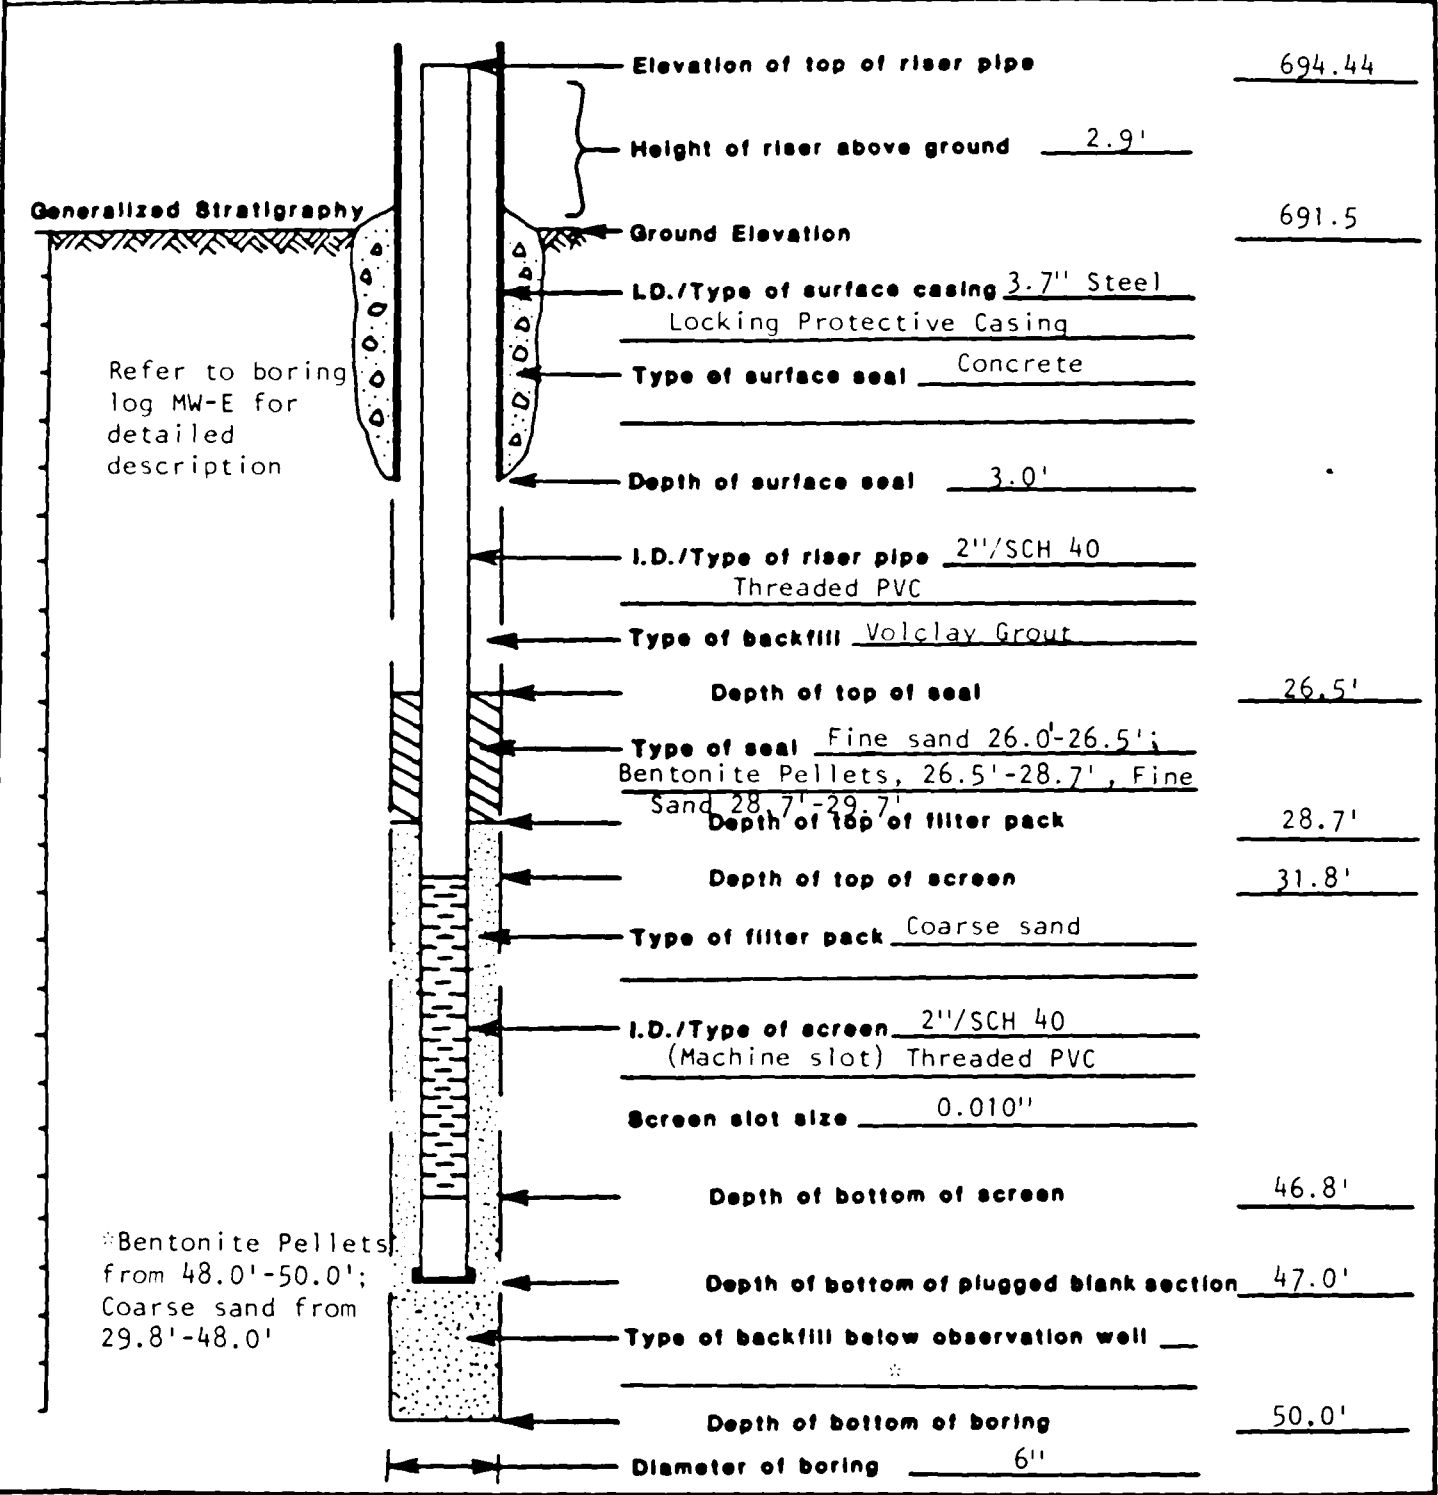 Elevation of top of riser pipe 694.44
Height of riser above ground 2.9'
Generalized Stratigraphy
Ground Elevation 691.5
I.D./Type of surface casing 3.7" Steel
Locking Protective Casing
Type of surface seal Concrete
Refer to boring
log MW-E for
detailed
description
Depth of surface seal 3.0'
I.D./Type of riser pipe 2"/SCH 40
Threaded PVC
Type of backfill Volclay Grout
Depth of top of seal 26.5'
Type of seal Fine sand 26.0'-26.5';
Bentonite Pellets, 26.5'-28.7', Fine
Sand 28.7'-29.7'
Depth of top of filter pack 28.7'
Depth of top of screen 31.8'
Type of filter pack Coarse sand
I.D./Type of screen 2"/SCH 40
(Machine slot) Threaded PVC
Screen slot size 0.010"
Depth of bottom of screen 46.8'
*Bentonite Pellets
from 48.0'-50.0';
Coarse sand from
29.8'-48.0'
Depth of bottom of plugged blank section 47.0'
Type of backfill below observation well
*
Depth of bottom of boring 50.0'
Diameter of boring 6"